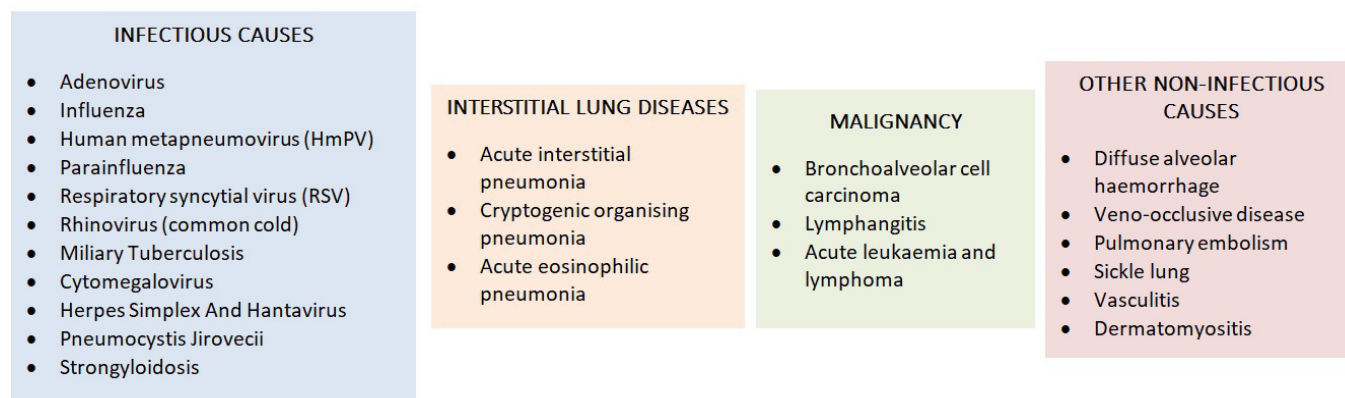 INFECTIOUS CAUSES
• Adenovirus
• Influenza
• Human metapneumovirus (HmPV)
• Parainfluenza
• Respiratory syncytial virus (RSV)
• Rhinovirus (common cold)
• Miliary Tuberculosis
• Cytomegalovirus
• Herpes Simplex And Hantavirus
• Pneumocystis Jirovecii
• Strongyloidosis
INTERSTITIAL LUNG DISEASES
• Acute interstitial
pneumonia
• Cryptogenic organising
pneumonia
• Acute eosinophilic
pneumonia
MALIGNANCY
• Bronchoalveolar cell
carcinoma
• Lymphangitis
• Acute leukaemia and
lymphoma
OTHER NON-INFECTIOUS
CAUSES
• Diffuse alveolar
haemorrhage
• Veno-occlusive disease
• Pulmonary embolism
• Sickle lung
• Vasculitis
• Dermatomyositis